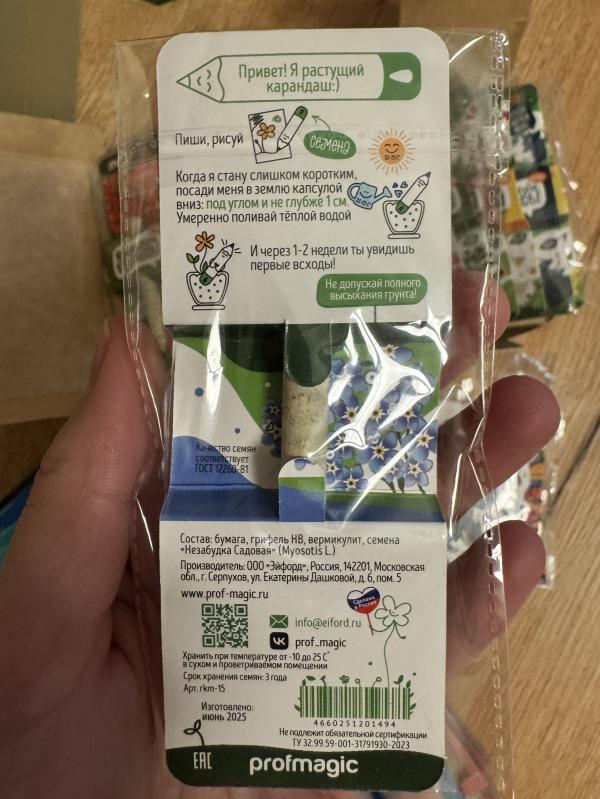 Привет! Я растущий
карандаш:)
Пиши, рисуй
семена
Когда я стану слишком коротким,
посади меня в землю капсулой
вниз: под углом и не глубже 1 см.
Умеренно поливай тёплой водой
22-25°C
И через 1-2 недели ты увидишь
первые всходы!
Не допускай полного
высыхания грунта!
Качество семян
соответствует
ГОСТ 12260-81
Состав: бумага, грифель HB, вермикулит, семена
«Незабудка Садовая» (Myosotis L.)
Производитель: ООО «Эйфорд», Россия, 142201, Московская
обл., г. Серпухов, ул. Екатерины Дашковой, д. 6, пом. 5
www.prof-magic.ru
Сделано
в России
info@eiford.ru
prof_magic
Хранить при температуре от -10 до 25 C°
в сухом и проветриваемом помещении
Срок хранения семян: 3 года
Арт. rkm-15
Изготовлено:
июнь 2025
4660251201494
Не подлежит обязательной сертификации
ТУ 32.99.59-001-31791930-2023
EAC
profmagic